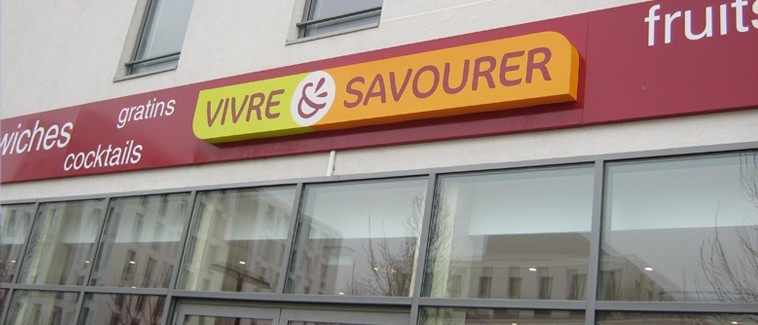 wiches
gratins
cocktails
VIVRE & SAVOURER
fruits